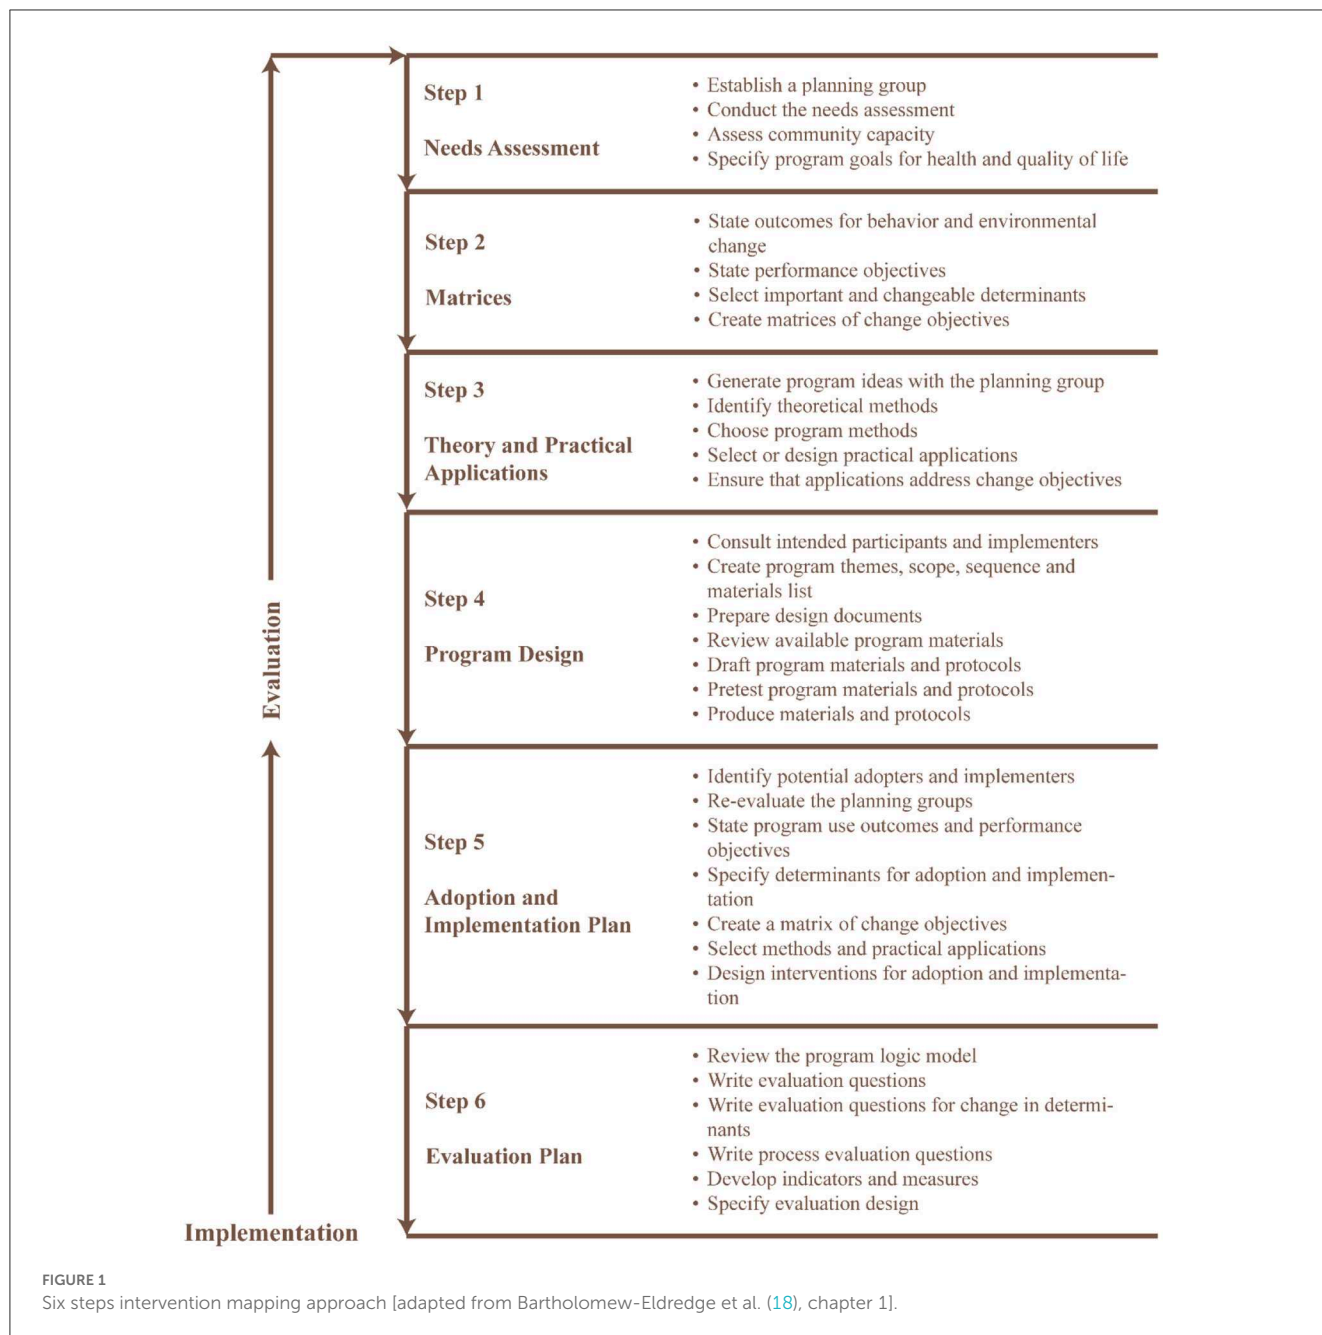 Step 1
Needs Assessment
• Establish a planning group
• Conduct the needs assessment
• Assess community capacity
• Specify program goals for health and quality of life
Step 2
Matrices
• State outcomes for behavior and environmental
change
• State performance objectives
• Select important and changeable determinants
• Create matrices of change objectives
Step 3
Theory and Practical
Applications
• Generate program ideas with the planning group
• Identify theoretical methods
• Choose program methods
• Select or design practical applications
• Ensure that applications address change objectives
Step 4
Program Design
• Consult intended participants and implementers
• Create program themes, scope, sequence and
materials list
• Prepare design documents
• Review available program materials
• Draft program materials and protocols
• Pretest program materials and protocols
• Produce materials and protocols
Step 5
Adoption and
Implementation Plan
• Identify potential adopters and implementers
• Re-evaluate the planning groups
• State program use outcomes and performance
objectives
• Specify determinants for adoption and implemen-
tation
• Create a matrix of change objectives
• Select methods and practical applications
• Design interventions for adoption and implementa-
tion
Step 6
Evaluation Plan
• Review the program logic model
• Write evaluation questions
• Write evaluation questions for change in determi-
nants
• Write process evaluation questions
• Develop indicators and measures
• Specify evaluation design
Evaluation
Implementation
FIGURE 1
Six steps intervention mapping approach [adapted from Bartholomew-Eldredge et al. (18), chapter 1].